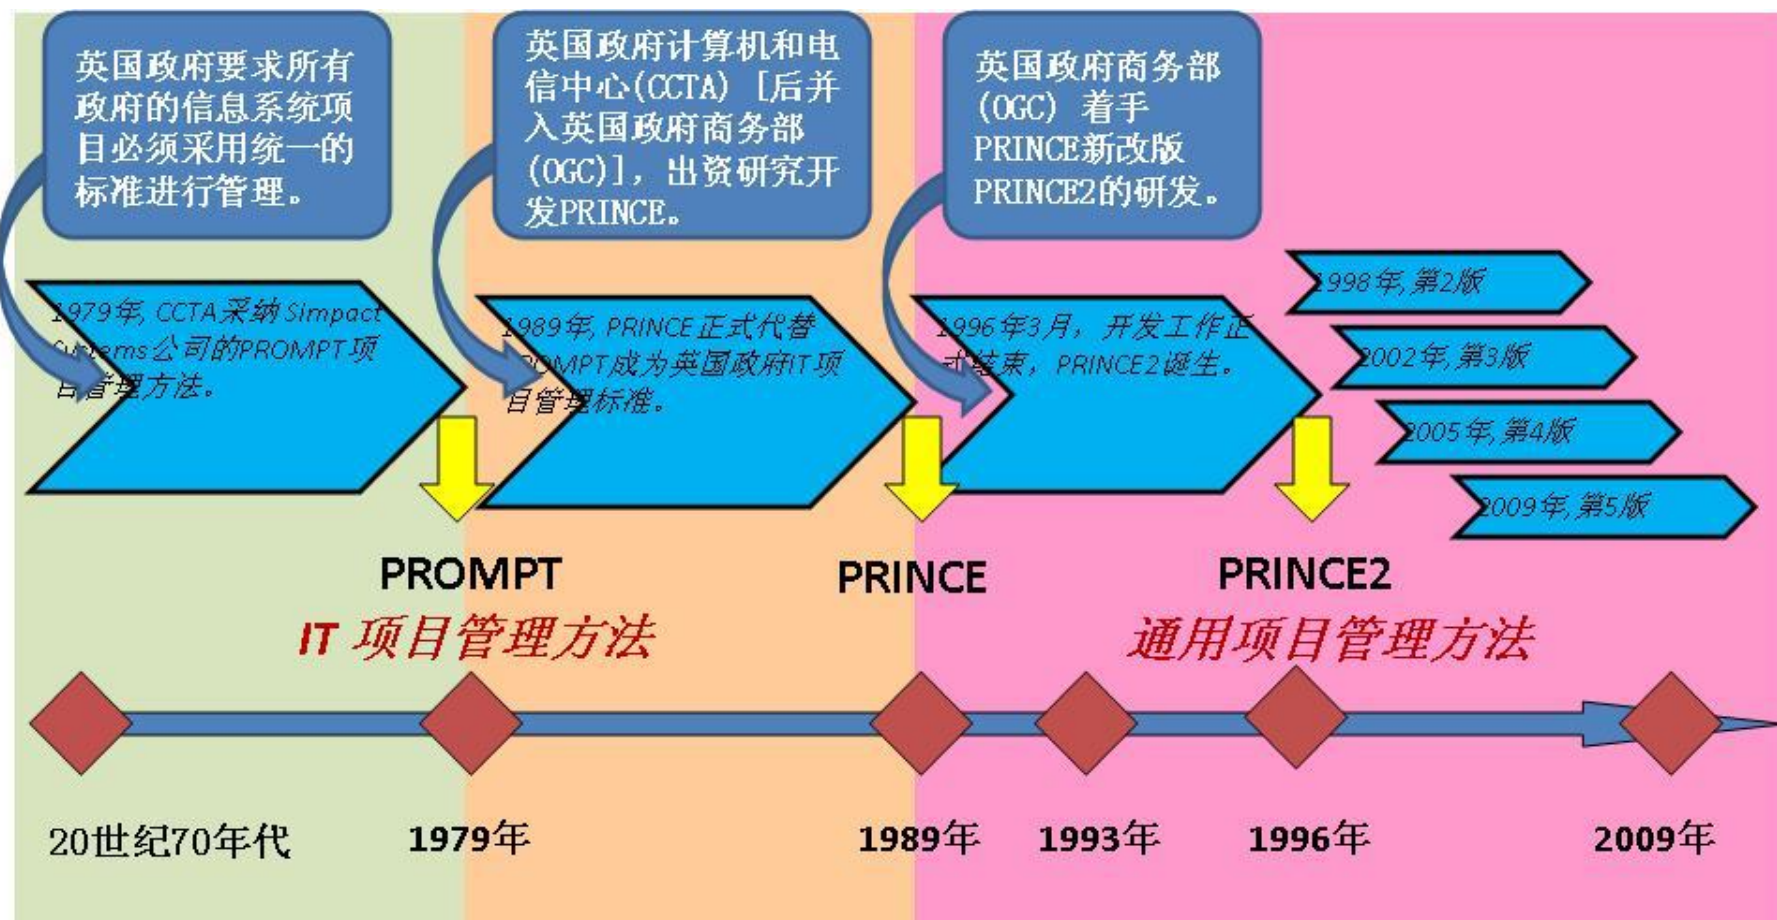 英国政府要求所有
政府的信息系统项
目必须采用统一的
标准进行管理。
英国政府计算机和电
信中心(CCTA) [后并
入英国政府商务部
(OGC)]，出资研究开
发PRINCE。
英国政府商务部
(OGC) 着手
PRINCE新改版
PRINCE2的研发。
1979年, CCTA采纳 Simpact
Systems公司的PROMPT项
目管理方法。
1989年, PRINCE正式代替
PROMPT成为英国政府IT项
目管理标准。
1996年3月，开发工作正
式结束，PRINCE2诞生。
1998年,第2版
2002年,第3版
2005年,第4版
2009年,第5版
PROMPT
PRINCE
PRINCE2
IT 项目管理方法
通用项目管理方法
20世纪70年代
1979年
1989年
1993年
1996年
2009年